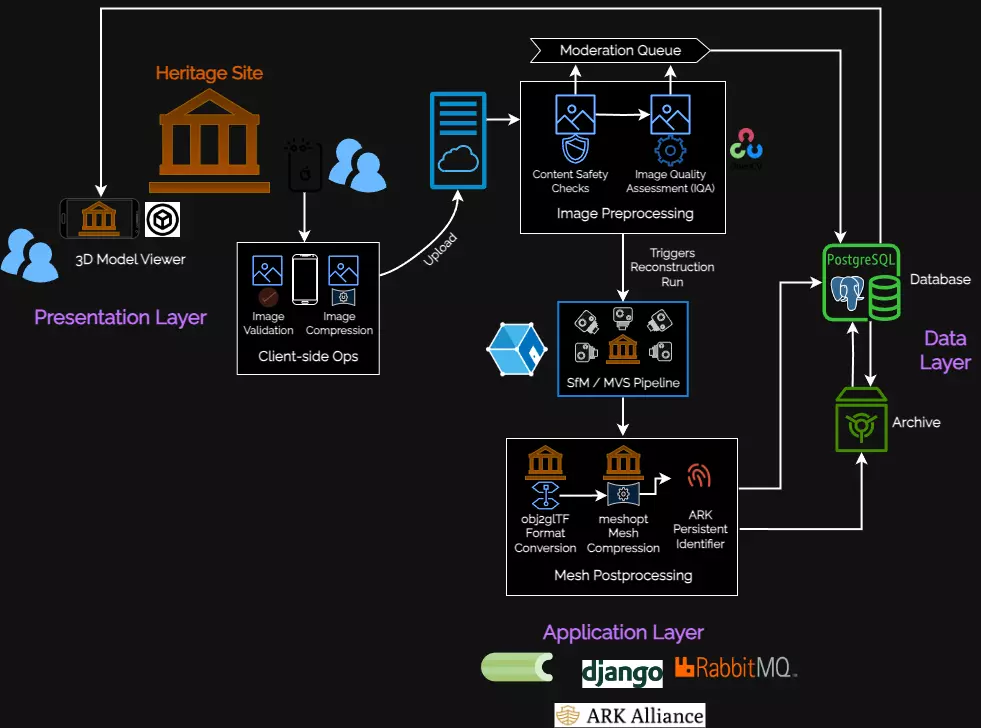 Moderation Queue
Heritage Site
Content Safety
Checks
Image Quality
Assessment (IQA)
Image Preprocessing
3D Model Viewer
Upload
Triggers
Reconstruction
Run
PostgreSQL
Database
Image
Validation
Image
Compression
Client-side Ops
Presentation Layer
SfM / MVS Pipeline
Data
Layer
Archive
obj2glTF
Format
Conversion
meshopt
Mesh
Compression
ARK
Persistent
Identifier
Mesh Postprocessing
Application Layer
django
RabbitMQ
ARK Alliance